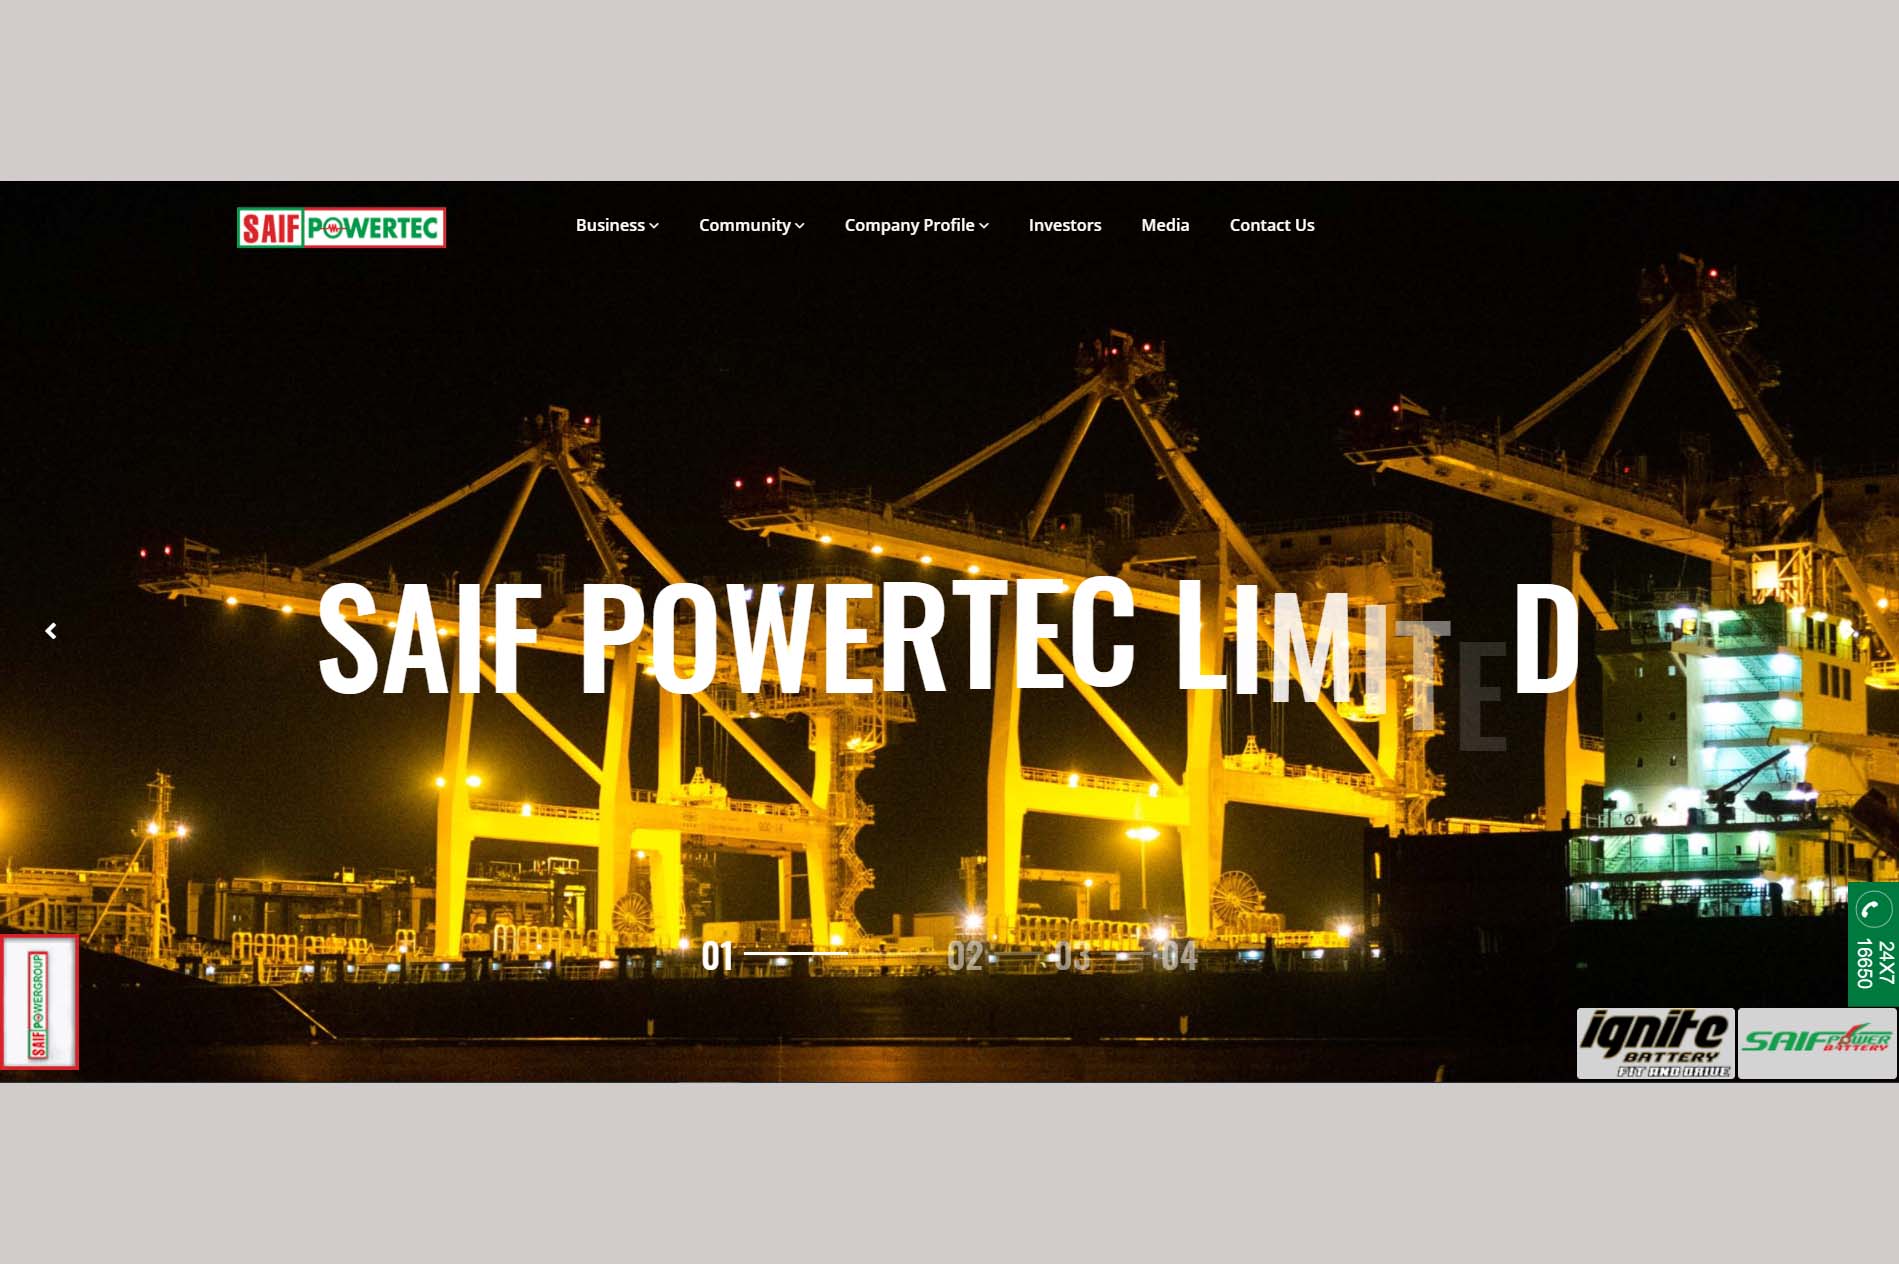 SAIF POWERTEC
Business
Community
Company Profile
Investors
Media
Contact Us
SAIF POWERTEC LIMITED
01
02
03
04
SAIF POWERGROUP
24X7
16650
ignite
BATTERY
FIT AND DRIVE
SAIF POWER
BATTERY